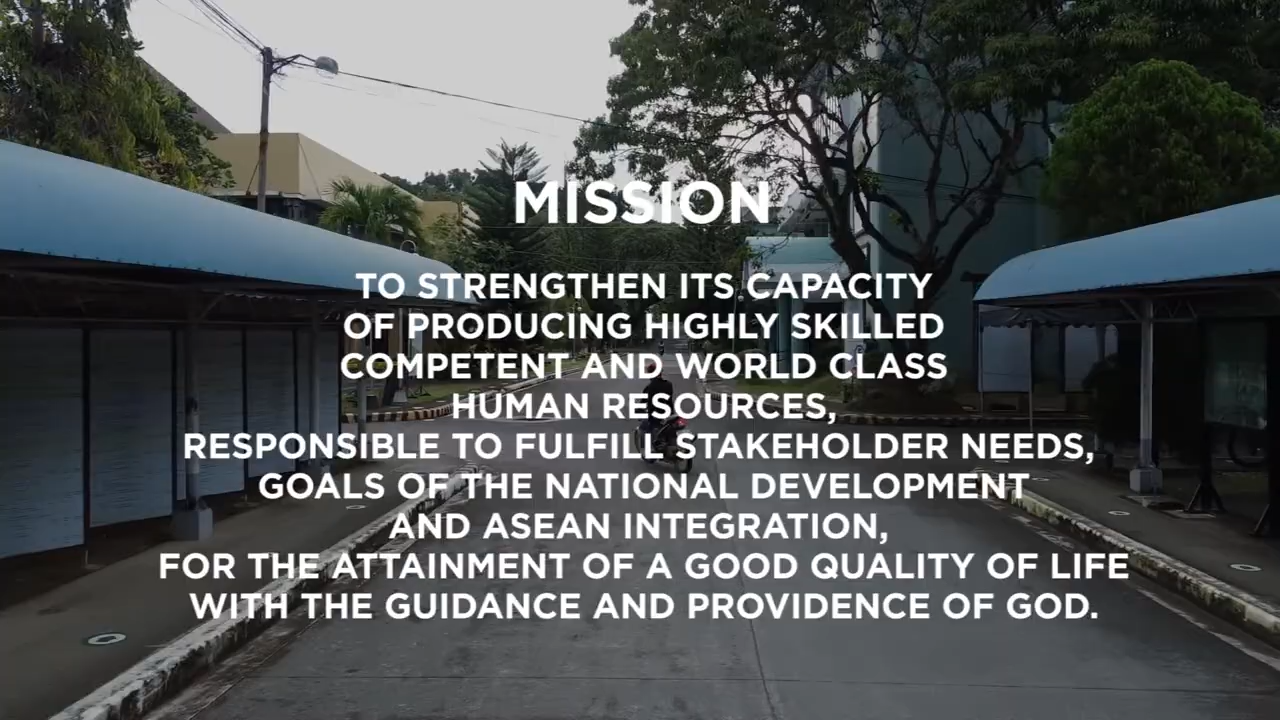 MISSION
TO STRENGTHEN ITS CAPACITY
OF PRODUCING HIGHLY SKILLED
COMPETENT AND WORLD CLASS
HUMAN RESOURCES,
RESPONSIBLE TO FULFILL STAKEHOLDER NEEDS,
GOALS OF THE NATIONAL DEVELOPMENT
AND ASEAN INTEGRATION,
FOR THE ATTAINMENT OF A GOOD QUALITY OF LIFE
WITH THE GUIDANCE AND PROVIDENCE OF GOD.